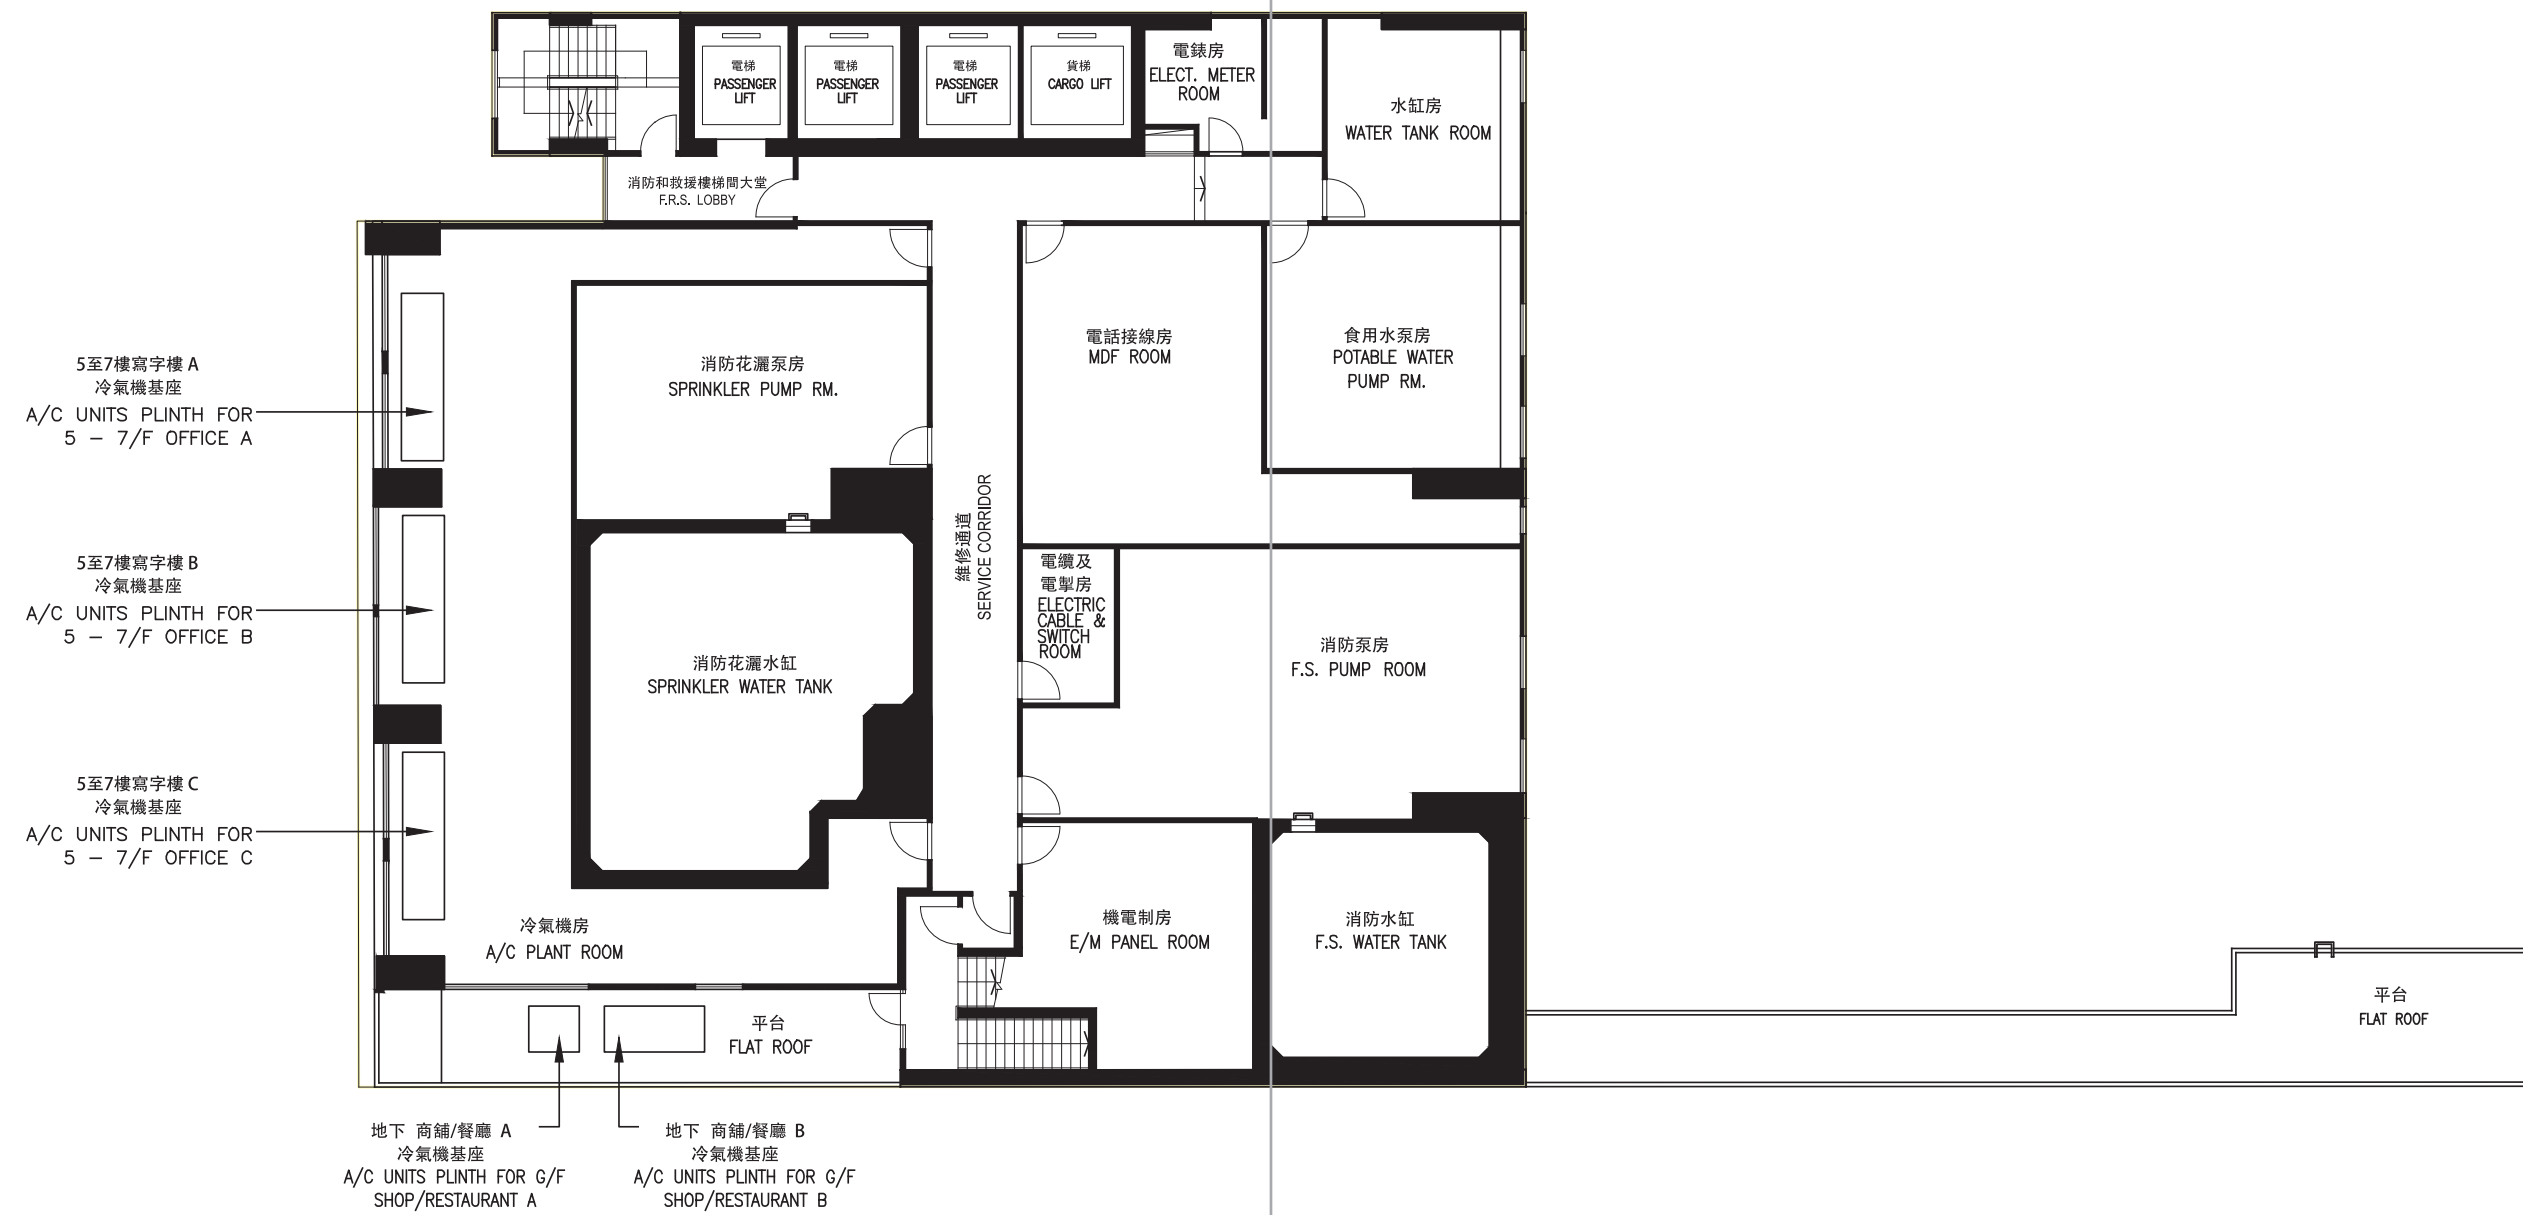 電梯
PASSENGER
LIFT
電梯
PASSENGER
LIFT
電梯
PASSENGER
LIFT
貨梯
CARGO LIFT
電錶房
ELECT. METER
ROOM
水缸房
WATER TANK ROOM
消防和救援樓梯間大堂
F.R.S. LOBBY
5至7樓寫字樓 A
冷氣機基座
A/C UNITS PLINTH FOR
5 – 7/F OFFICE A
消防花灑泵房
SPRINKLER PUMP RM.
電話接線房
MDF ROOM
食用水泵房
POTABLE WATER
PUMP RM.
維修通道
SERVICE CORRIDOR
5至7樓寫字樓 B
冷氣機基座
A/C UNITS PLINTH FOR
5 – 7/F OFFICE B
消防花灑水缸
SPRINKLER WATER TANK
電纜及
電掣房
ELECTRIC
CABLE &
SWITCH
ROOM
消防泵房
F.S. PUMP ROOM
5至7樓寫字樓 C
冷氣機基座
A/C UNITS PLINTH FOR
5 – 7/F OFFICE C
冷氣機房
A/C PLANT ROOM
機電制房
E/M PANEL ROOM
消防水缸
F.S. WATER TANK
平台
FLAT ROOF
平台
FLAT ROOF
地下 商舖/餐廳 A
冷氣機基座
A/C UNITS PLINTH FOR G/F
SHOP/RESTAURANT A
地下 商舖/餐廳 B
冷氣機基座
A/C UNITS PLINTH FOR G/F
SHOP/RESTAURANT B